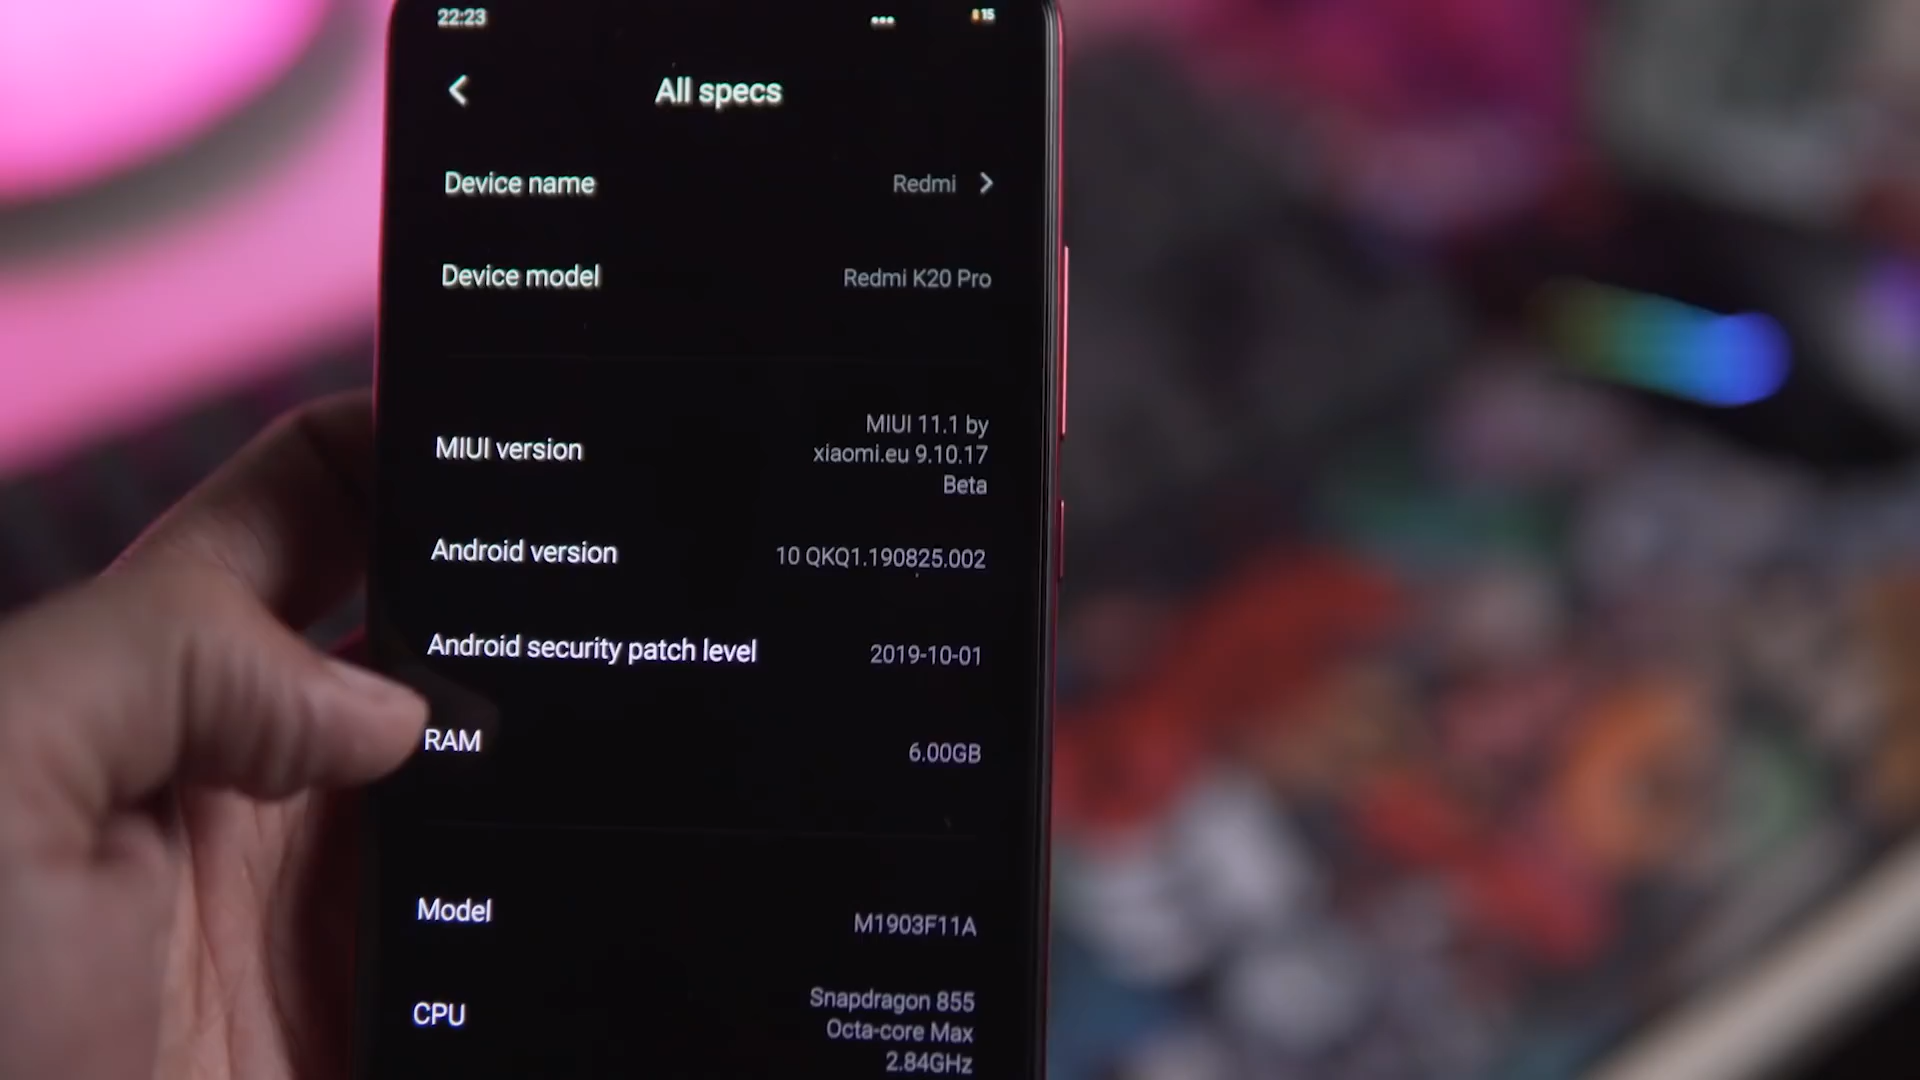 22:23
15
All specs
Device name
Redmi
Device model
Redmi K20 Pro
MIUI version
MIUI 11.1 by
xiaomi.eu 9.10.17
Beta
Android version
10 QKQ1.190825.002
Android security patch level
2019-10-01
RAM
6.00GB
Model
M1903F11A
CPU
Snapdragon 855
Octa-core Max
2.84GHz